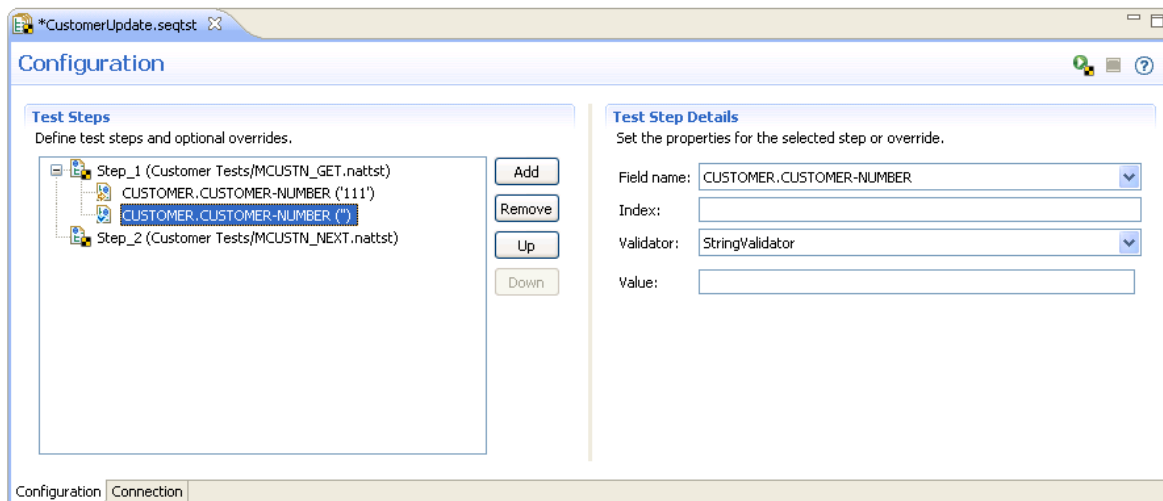 *CustomerUpdate.seqtst
Configuration
Test Steps
Define test steps and optional overrides.
Step_1 (Customer Tests/MCUSTN_GET.nattst)
CUSTOMER.CUSTOMER-NUMBER ('111')
CUSTOMER.CUSTOMER-NUMBER ('')
Step_2 (Customer Tests/MCUSTN_NEXT.nattst)
Add
Remove
Up
Down
Test Step Details
Set the properties for the selected step or override.
Field name: CUSTOMER.CUSTOMER-NUMBER
Index:
Validator: StringValidator
Value:
Configuration Connection